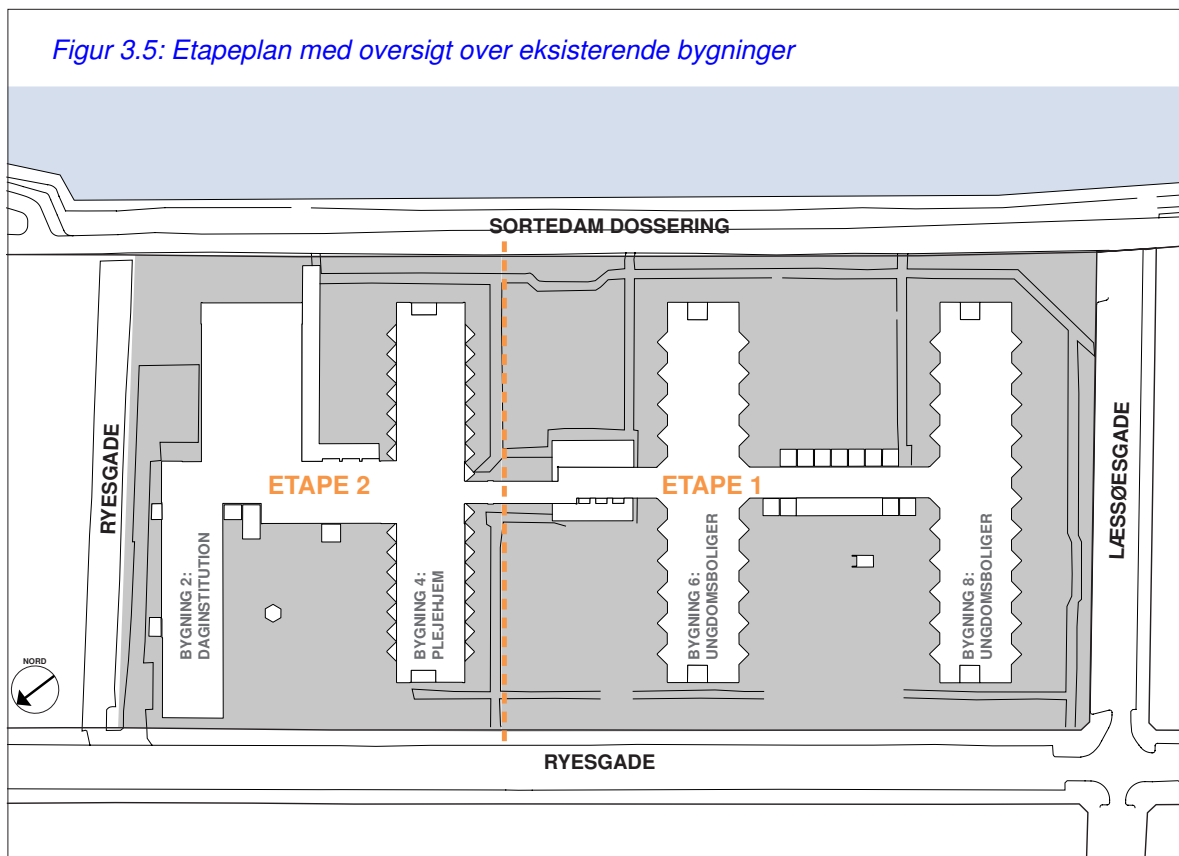 Figur 3.5: Etapeplan med oversigt over eksisterende bygninger
SORTEDAM DOSSERING
RYESGADE
ETAPE 2
ETAPE 1
LÆSSØESGADE
BYGNING 2:
DAGINSTITUTION
BYGNING 4:
PLEJEHJEM
BYGNING 6:
UNGDOMSBOLIGER
BYGNING 8:
UNGDOMSBOLIGER
NORD
RYESGADE